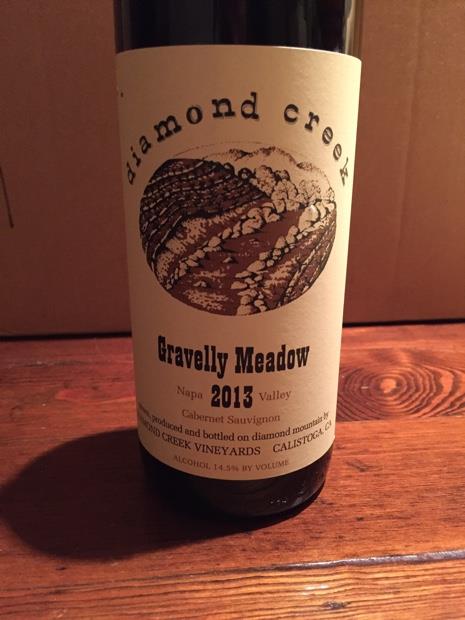 diamond creek
Gravelly Meadow
Napa 2013 Valley
Cabernet Sauvignon
produced and bottled on diamond mountain by
DIAMOND CREEK VINEYARDS CALISTOGA, CA
ALCOHOL 14.5% BY VOLUME